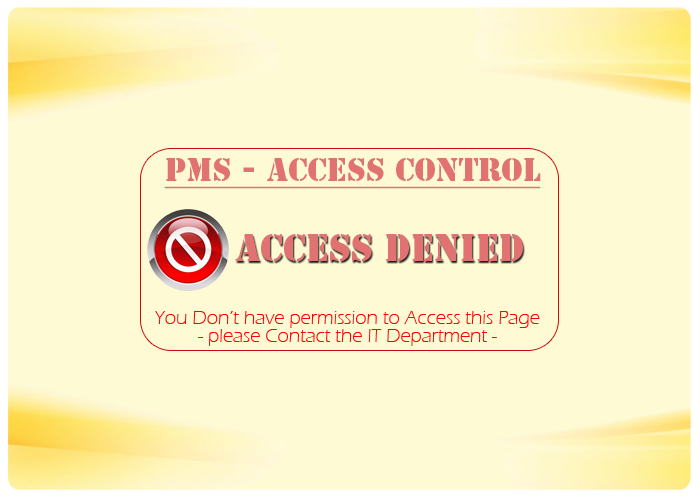 PMS - ACCESS CONTROL
ACCESS DENIED
You Don't have permission to Access this Page
- please Contact the IT Department -